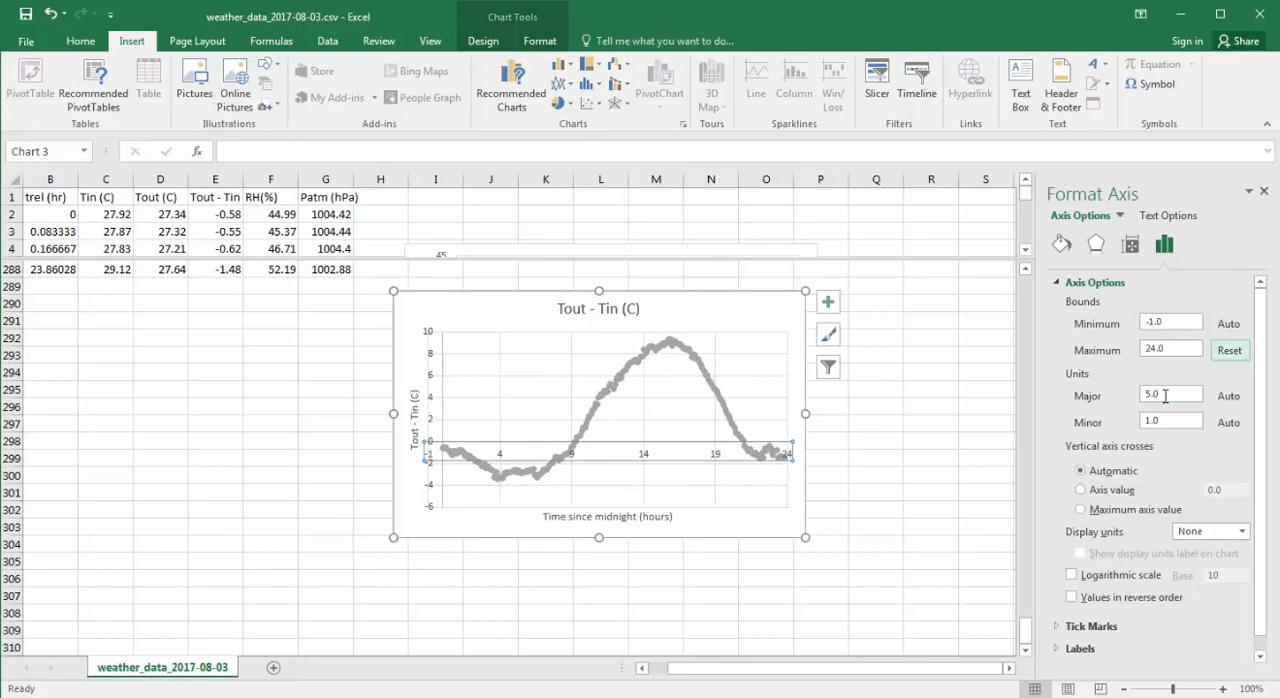 weather_data_2017-08-03.csv - Excel
Chart Tools
File Home Insert Page Layout Formulas Data Review View Design Format Tell me what you want to do... Sign in Share
PivotTable Recommended PivotTables Table
Tables
Pictures Online Pictures
Illustrations
Store
My Add-ins
Bing Maps
People Graph
Add-ins
Recommended Charts
PivotChart
Charts
3D Map
Tours
Line Column Win/Loss
Sparklines
Slicer Timeline
Filters
Hyperlink
Links
Text Box Header & Footer
Text
Equation
Symbol
Symbols
Chart 3
fx
B C D E F G H I J K L M N O P Q R S
1 trel (hr) Tin (C) Tout (C) Tout - Tin RH(%) Patm (hPa)
2 0 27.92 27.34 -0.58 44.99 1004.42
3 0.083333 27.87 27.32 -0.55 45.37 1004.44
4 0.166667 27.83 27.21 -0.62 46.71 1004.4
45
288 23.86028 29.12 27.64 -1.48 52.19 1002.88
289
290
291
292
293
294
295
296
297
298
299
300
301
302
303
304
305
306
307
308
309
310
Tout - Tin (C)
10
8
6
4
2
0
-2
-4
-6
-1 4 9 14 19 24
Tout - Tin (C)
Time since midnight (hours)
Format Axis
Axis Options Text Options
Axis Options
Bounds
Minimum -1.0 Auto
Maximum 24.0 Reset
Units
Major 5.0 Auto
Minor 1.0 Auto
Vertical axis crosses
Automatic
Axis value 0.0
Maximum axis value
Display units None
Show display units label on chart
Logarithmic scale Base 10
Values in reverse order
Tick Marks
Labels
weather_data_2017-08-03
Ready
100%